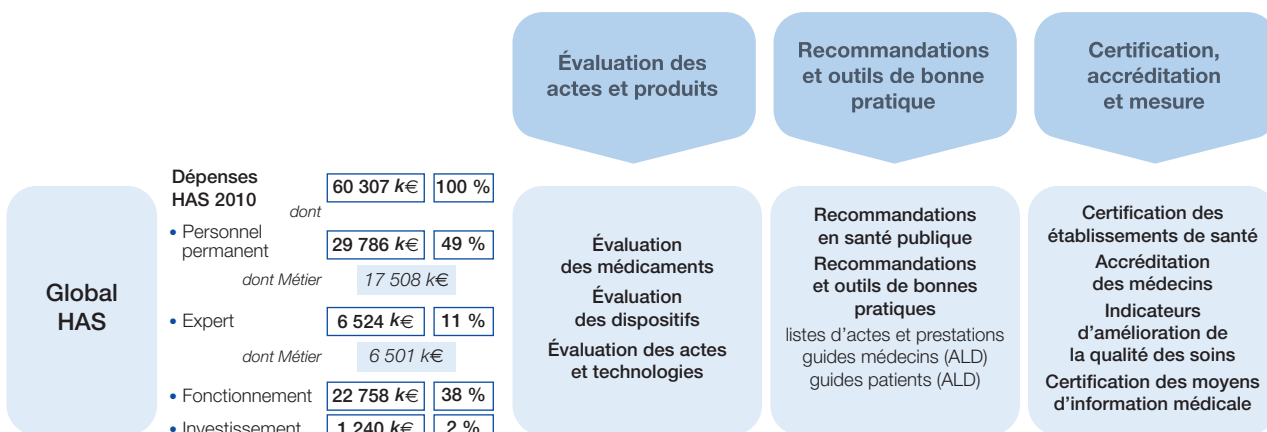 Évaluation des
actes et produits
Recommandations
et outils de bonne
pratique
Certification,
accréditation
et mesure
Global
HAS
Dépenses
HAS 2010
60 307 k€
100 %
dont
• Personnel
permanent
29 786 k€
49 %
dont Métier
17 508 k€
• Expert
6 524 k€
11 %
dont Métier
6 501 k€
• Fonctionnement
22 758 k€
38 %
• Investissement
1 240 k€
2 %
Évaluation
des médicaments
Évaluation
des dispositifs
Évaluation des actes
et technologies
Recommandations
en santé publique
Recommandations
et outils de bonnes
pratiques
listes d'actes et prestations
guides médecins (ALD)
guides patients (ALD)
Certification des
établissements de santé
Accréditation
des médecins
Indicateurs
d'amélioration de
la qualité des soins
Certification des moyens
d'information médicale